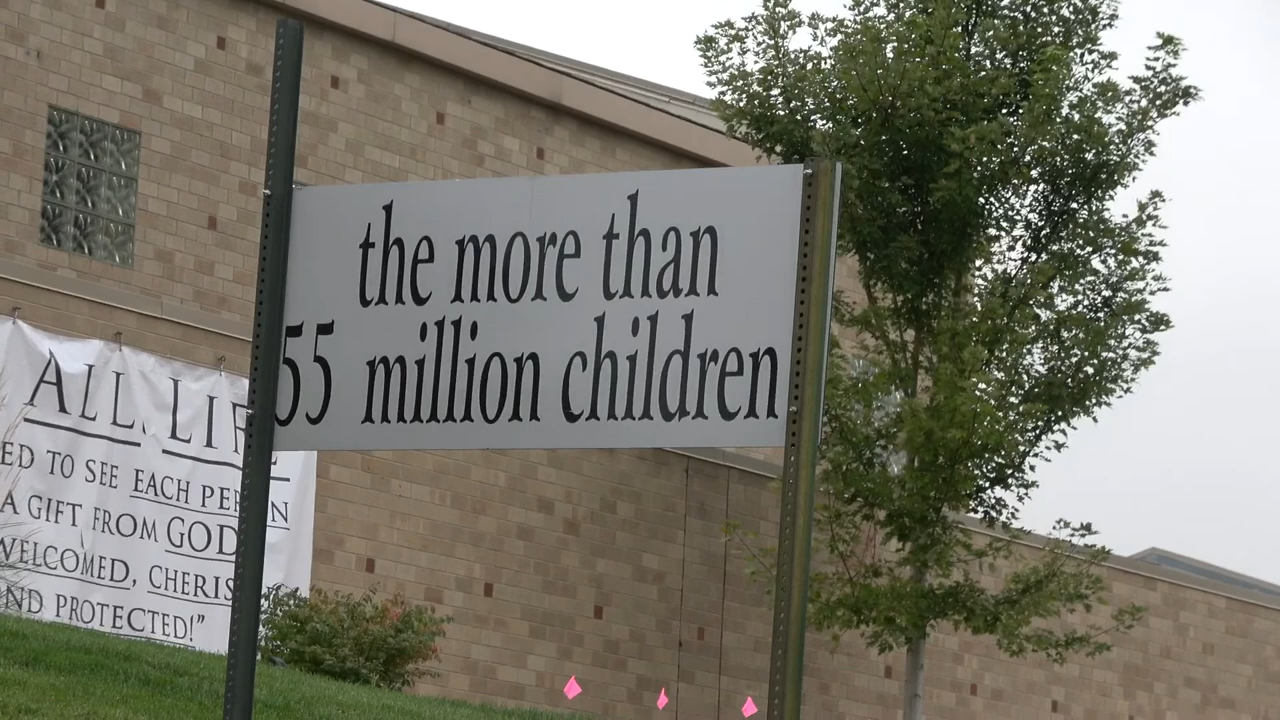 the more than
55 million children
ALL LIFE
ED TO SEE EACH PERSON
A GIFT FROM GOD
WELCOMED, CHERIS
ND PROTECTED!"